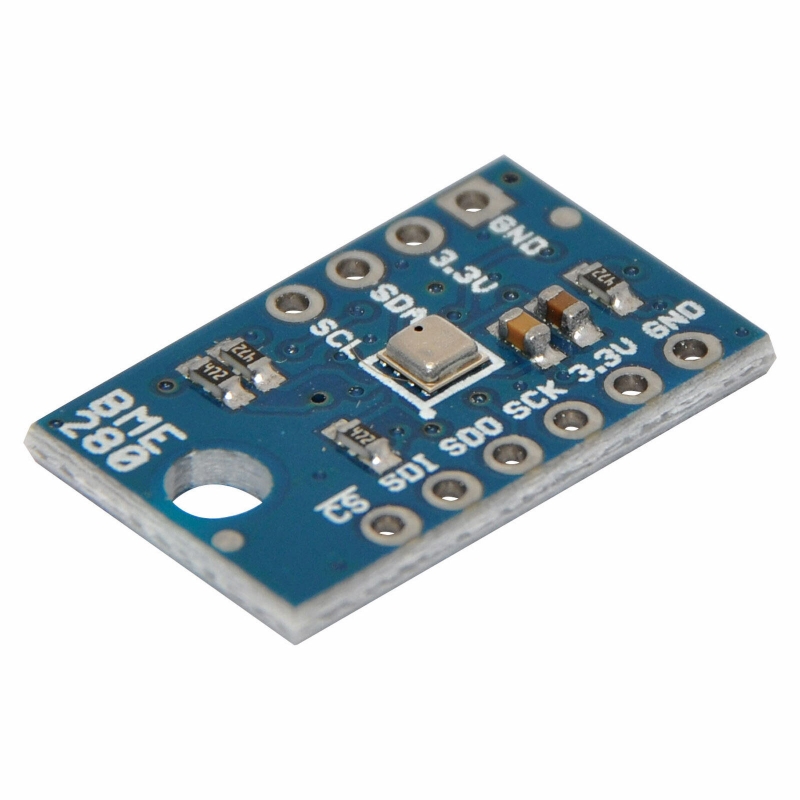 GND
3.3V
SDA
SCL
472
472
472
472
BME
280
GND
3.3V
SCK
SDO
SDI
CS